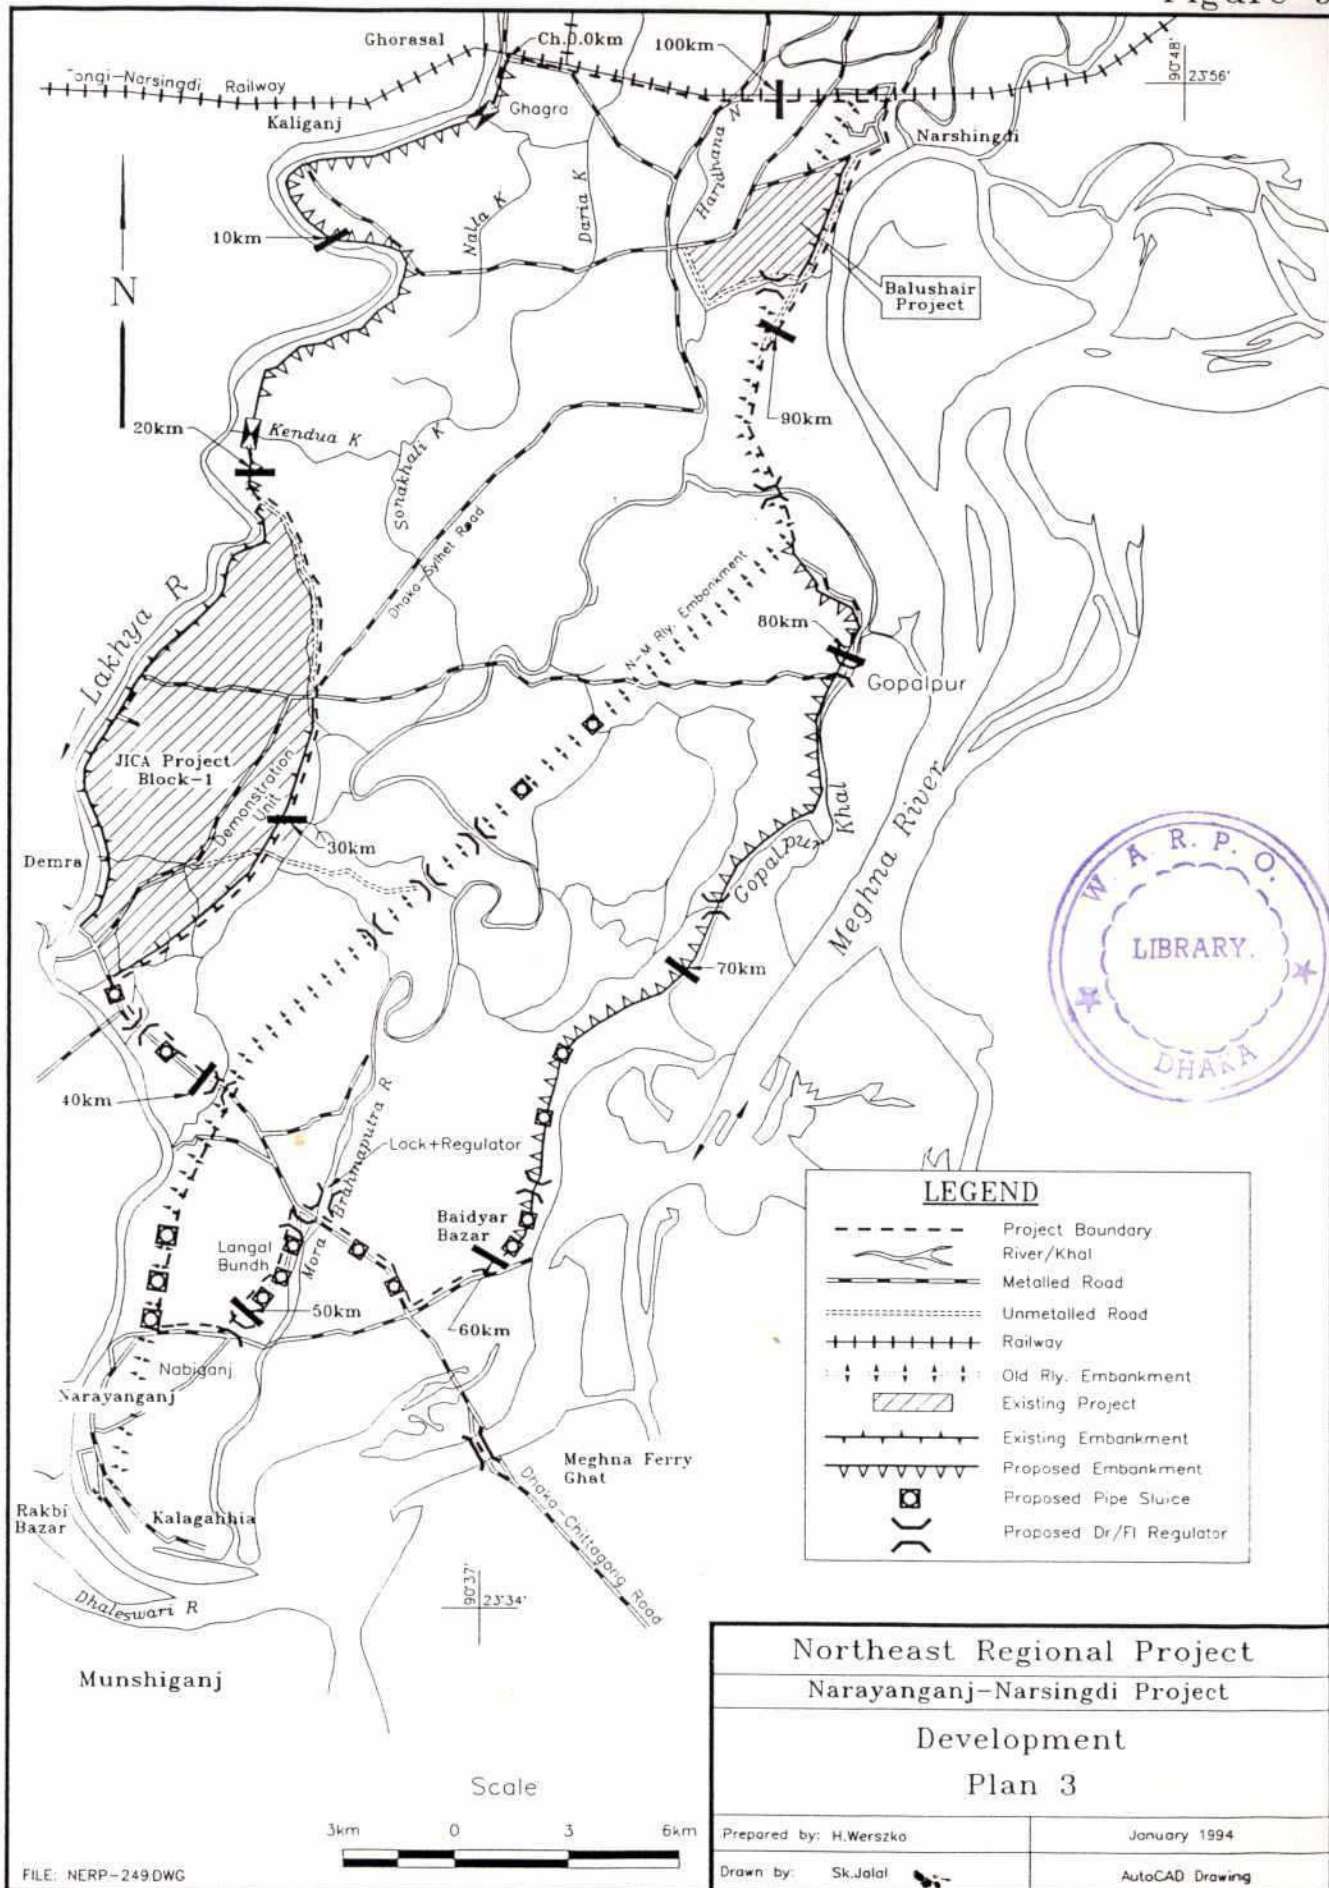 Figure
Ghorasal
Ch.0.0km
100km
90°48'
23°56'
Tongi-Narsingdi Railway
Kaliganj
Ghagra
Haridhana N
Narshingdi
Nalla K
Daria K
10km
N
Balushair
Project
20km
Kendua K
90km
Sonakhali K
Dhaka-Sylhet Road
N-M Rly. Embankment
Lakhya R
80km
Gopalpur
JICA Project
Block-1
Demonstration
Unit
Khal
Gopalpur
Meghna River
Demra
30km
W.A.R.P.O.
LIBRARY.
DHAKA
70km
40km
Mora Brahmaputra R
Lock+Regulator
Baidyar
Bazar
Langal
Bundh
50km
60km
Nabiganj
Narayanganj
Meghna Ferry
Ghat
Dhaka-Chittagong Road
Rakbi
Bazar
Kalagahhia
90°37'
23°34'
Dhaleswari R
Munshiganj
LEGEND
Project Boundary
River/Khal
Metalled Road
Unmetalled Road
Railway
Old Rly. Embankment
Existing Project
Existing Embankment
Proposed Embankment
Proposed Pipe Sluice
Proposed Dr/Fl Regulator
Scale
3km 0 3 6km
FILE: NERP-249.DWG
Northeast Regional Project
Narayanganj-Narsingdi Project
Development
Plan 3
Prepared by: H.Werszko
January 1994
Drawn by: Sk.Jalal
AutoCAD Drawing